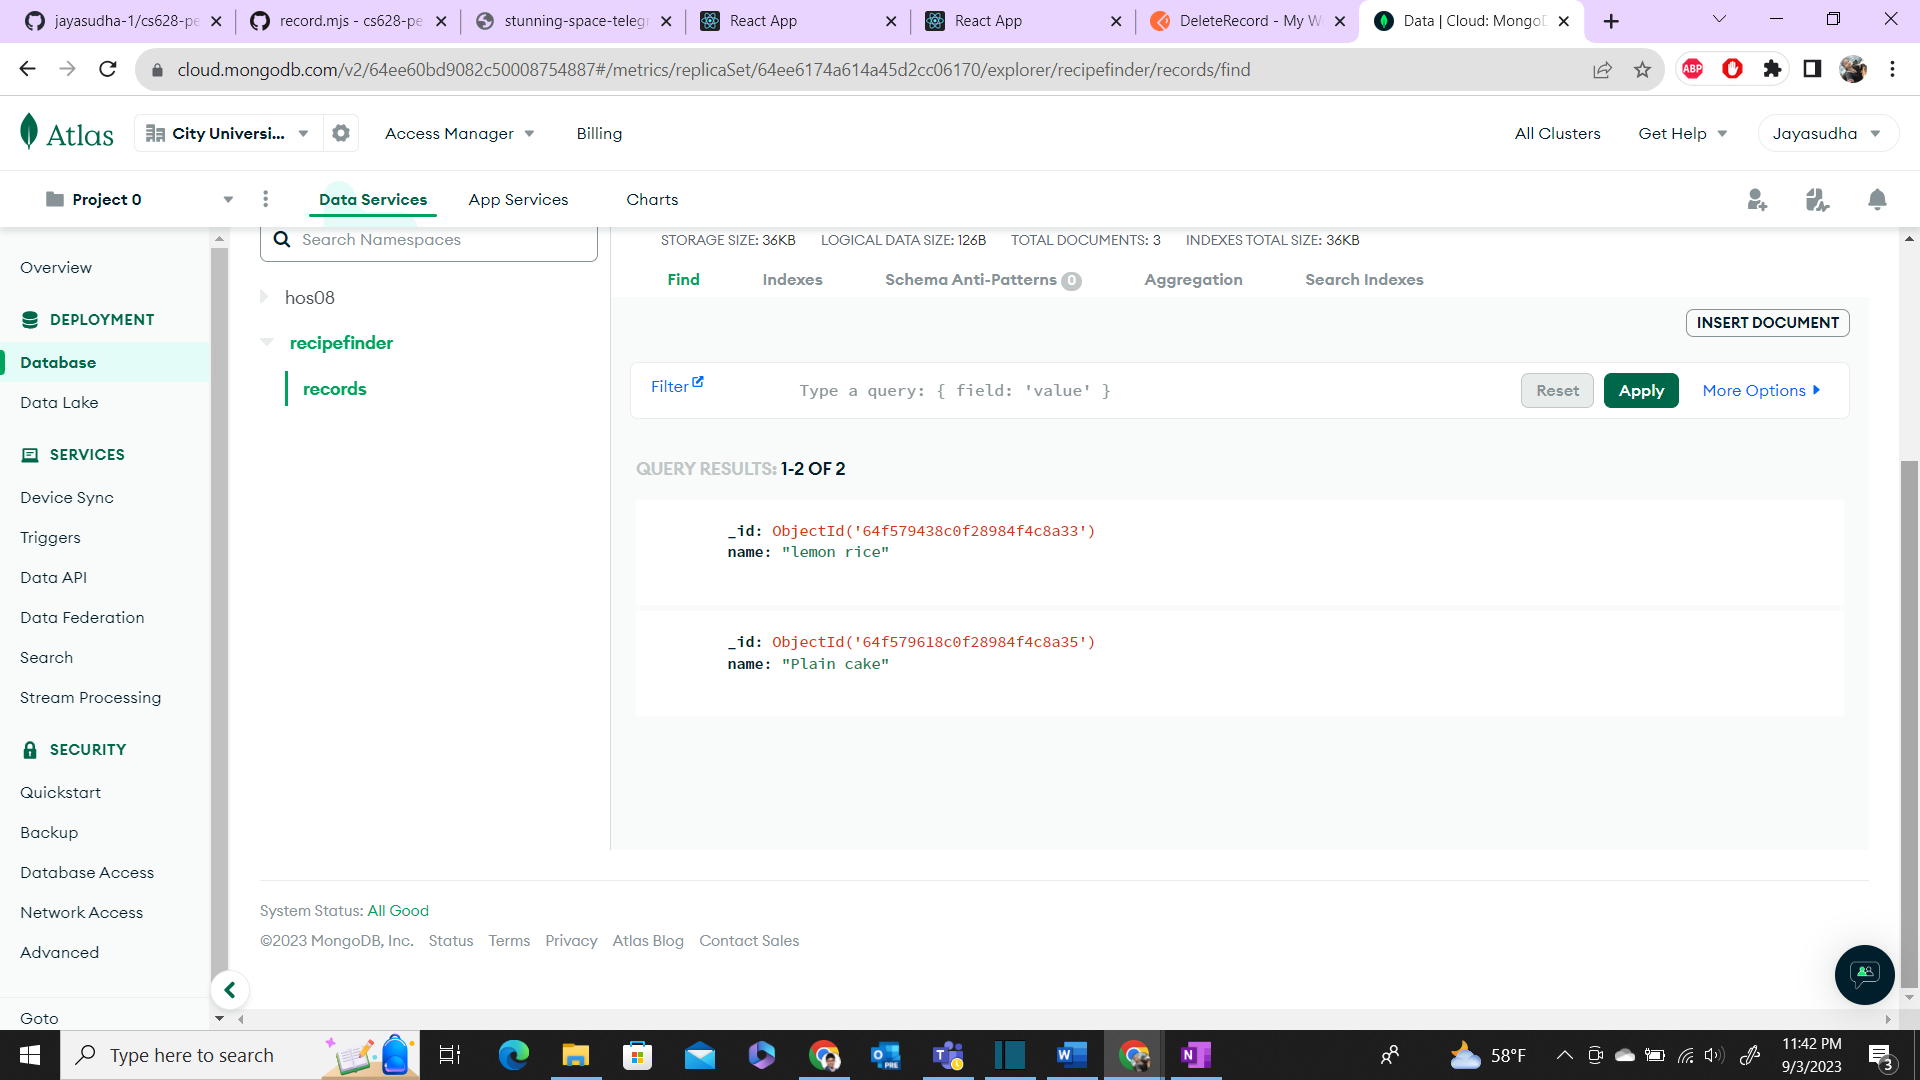 jayasudha-1/cs628-pe
record.mjs - cs628-pe
stunning-space-telegr
React App
React App
DeleteRecord - My W
Data | Cloud: MongoD
cloud.mongodb.com/v2/64ee60bd9082c50008754887#/metrics/replicaSet/64ee6174a614a45d2cc06170/explorer/recipefinder/records/find
ABP
Atlas
City Universi...
Access Manager
Billing
All Clusters
Get Help
Jayasudha
Project 0
Data Services
App Services
Charts
Overview
DEPLOYMENT
Database
Data Lake
SERVICES
Device Sync
Triggers
Data API
Data Federation
Search
Stream Processing
SECURITY
Quickstart
Backup
Database Access
Network Access
Advanced
Goto
Search Namespaces
hos08
recipefinder
records
STORAGE SIZE: 36KB LOGICAL DATA SIZE: 126B TOTAL DOCUMENTS: 3 INDEXES TOTAL SIZE: 36KB
Find
Indexes
Schema Anti-Patterns 0
Aggregation
Search Indexes
INSERT DOCUMENT
Filter
Type a query: { field: 'value' }
Reset
Apply
More Options
QUERY RESULTS: 1-2 OF 2
_id: ObjectId('64f579438c0f28984f4c8a33')
name: "lemon rice"
_id: ObjectId('64f579618c0f28984f4c8a35')
name: "Plain cake"
System Status: All Good
©2023 MongoDB, Inc. Status Terms Privacy Atlas Blog Contact Sales
Type here to search
PRE
58°F
11:42 PM
9/3/2023
3